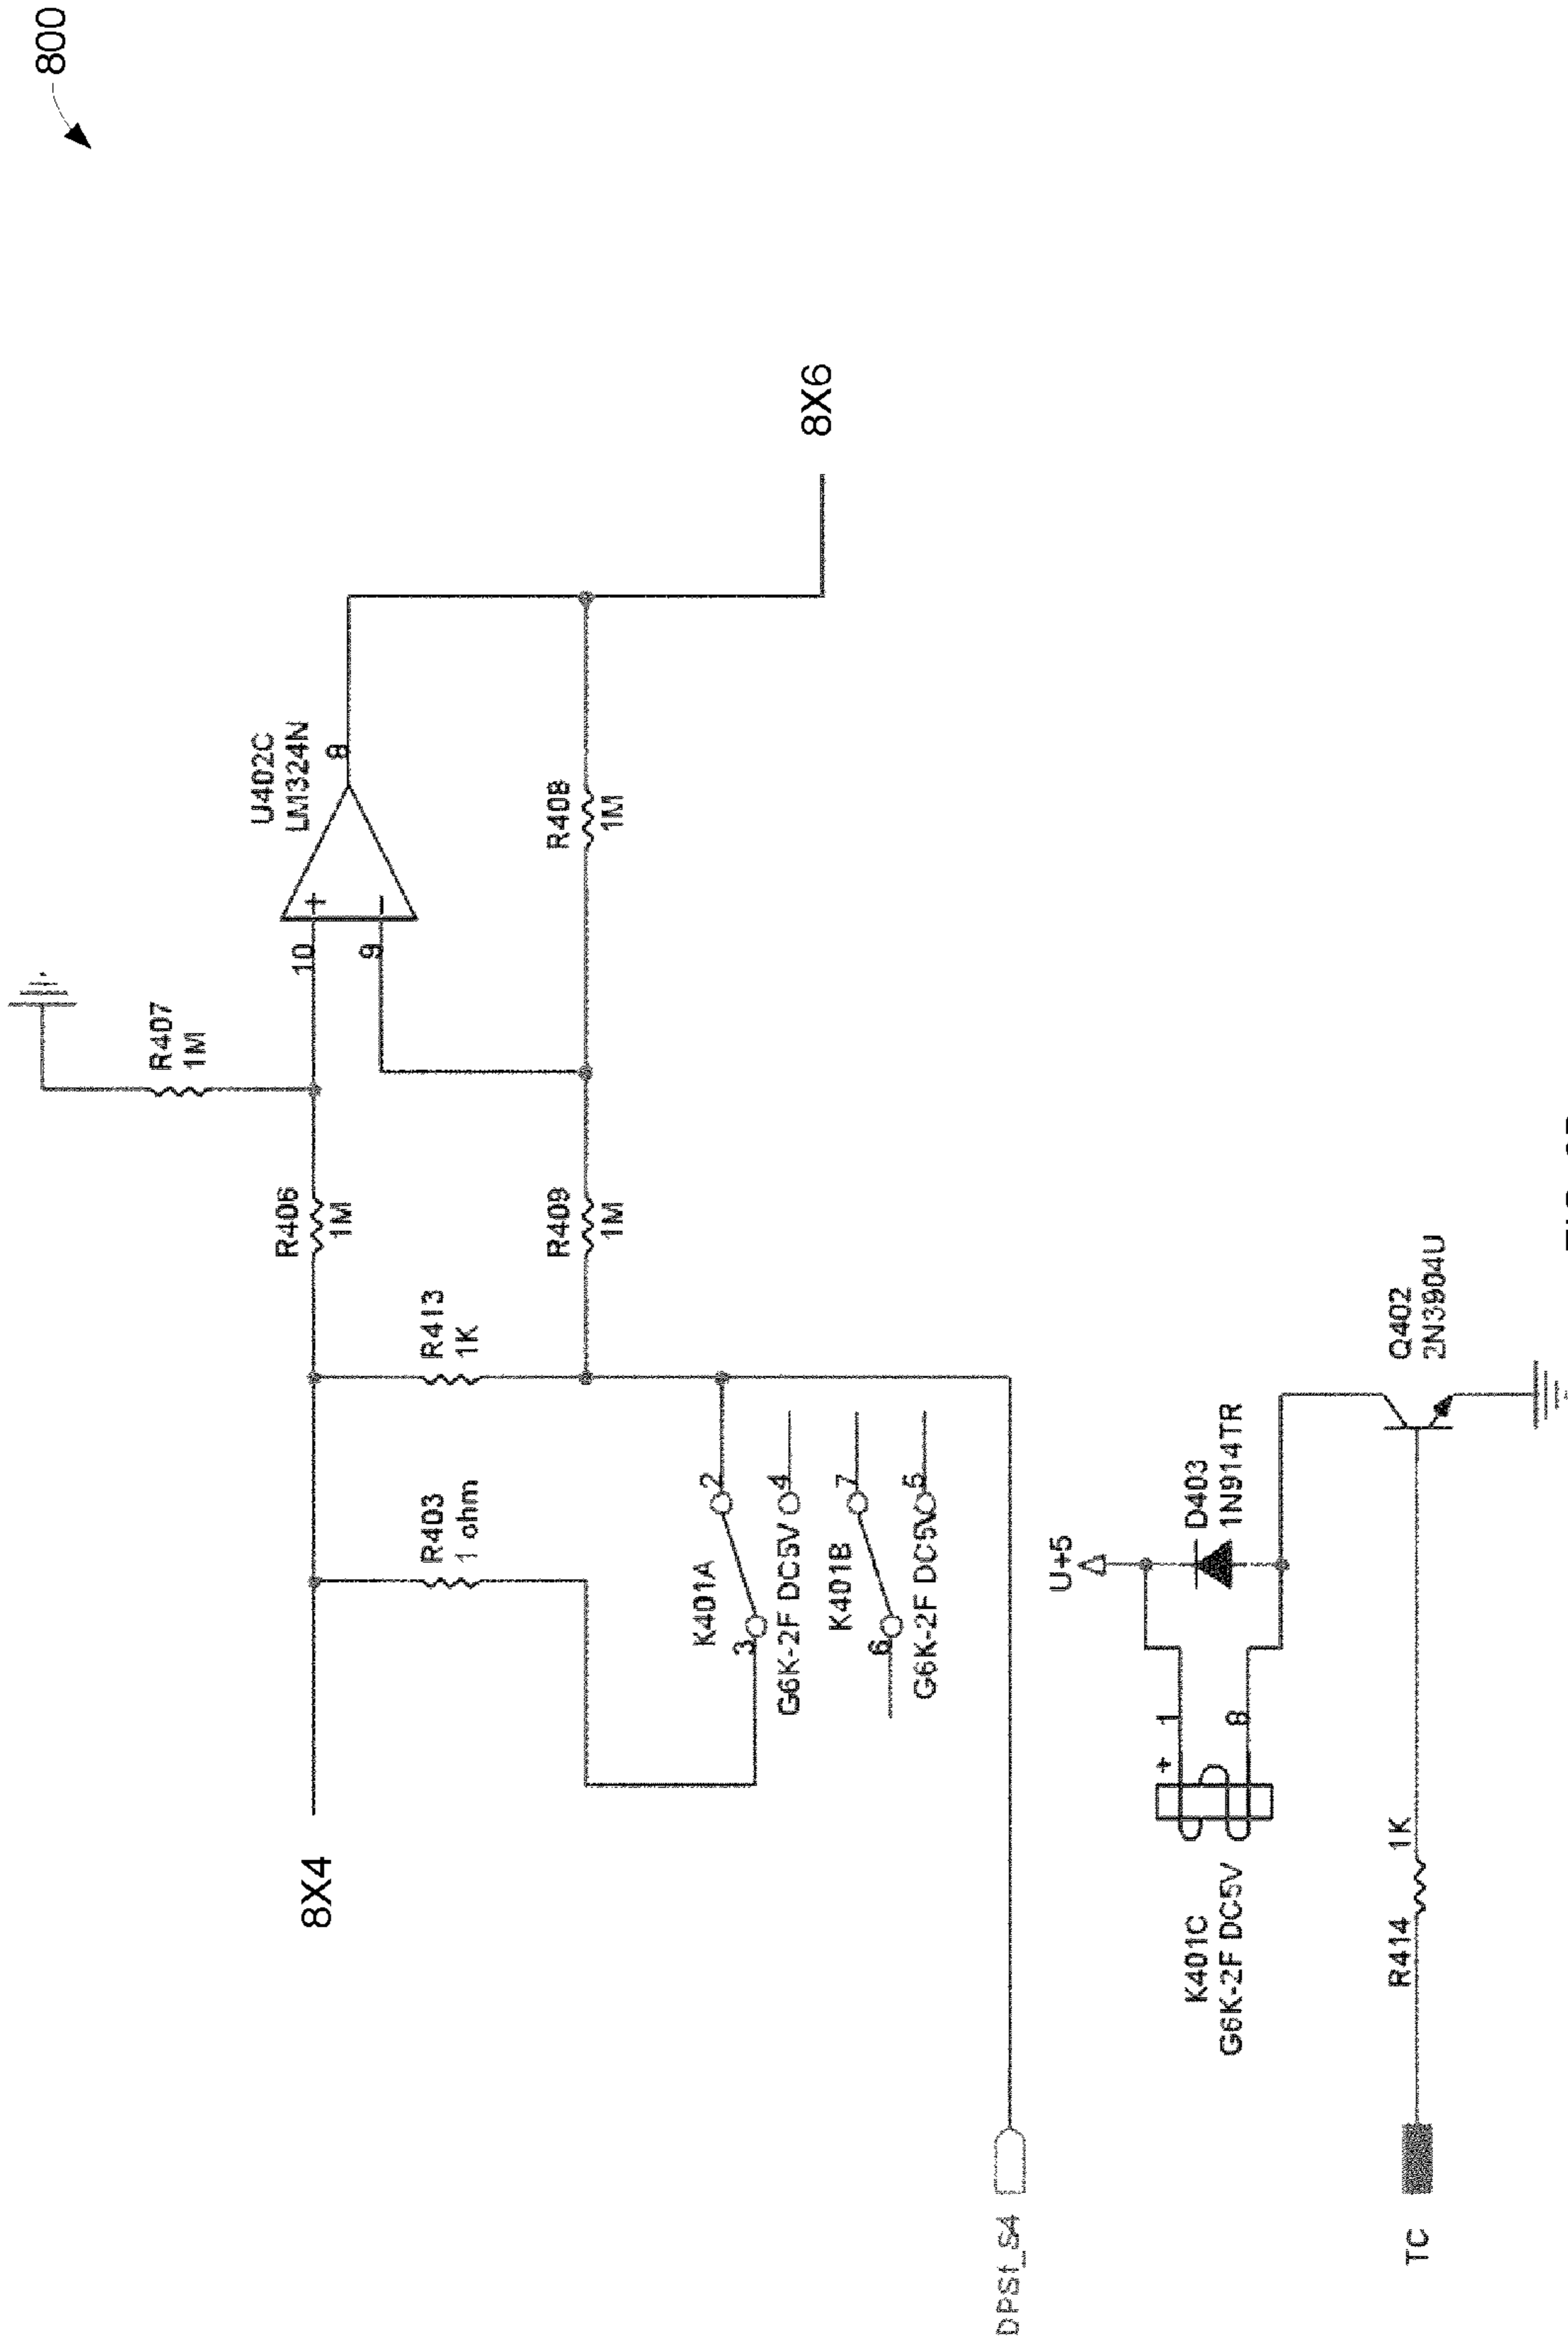 800
8X4
8X6
R407
1M
U402C
LM324N
10
9
8
R406
1M
R413
1K
R403
1 ohm
R409
1M
R408
1M
K401A
3
2
4
G6K-2F DC5V
K401B
6
7
5
G6K-2F DC5V
DPS1_S4
U+5
D403
1N914TR
+
1
8
K401C
G6K-2F DC5V
Q402
2N3904U
TC
R414
1K